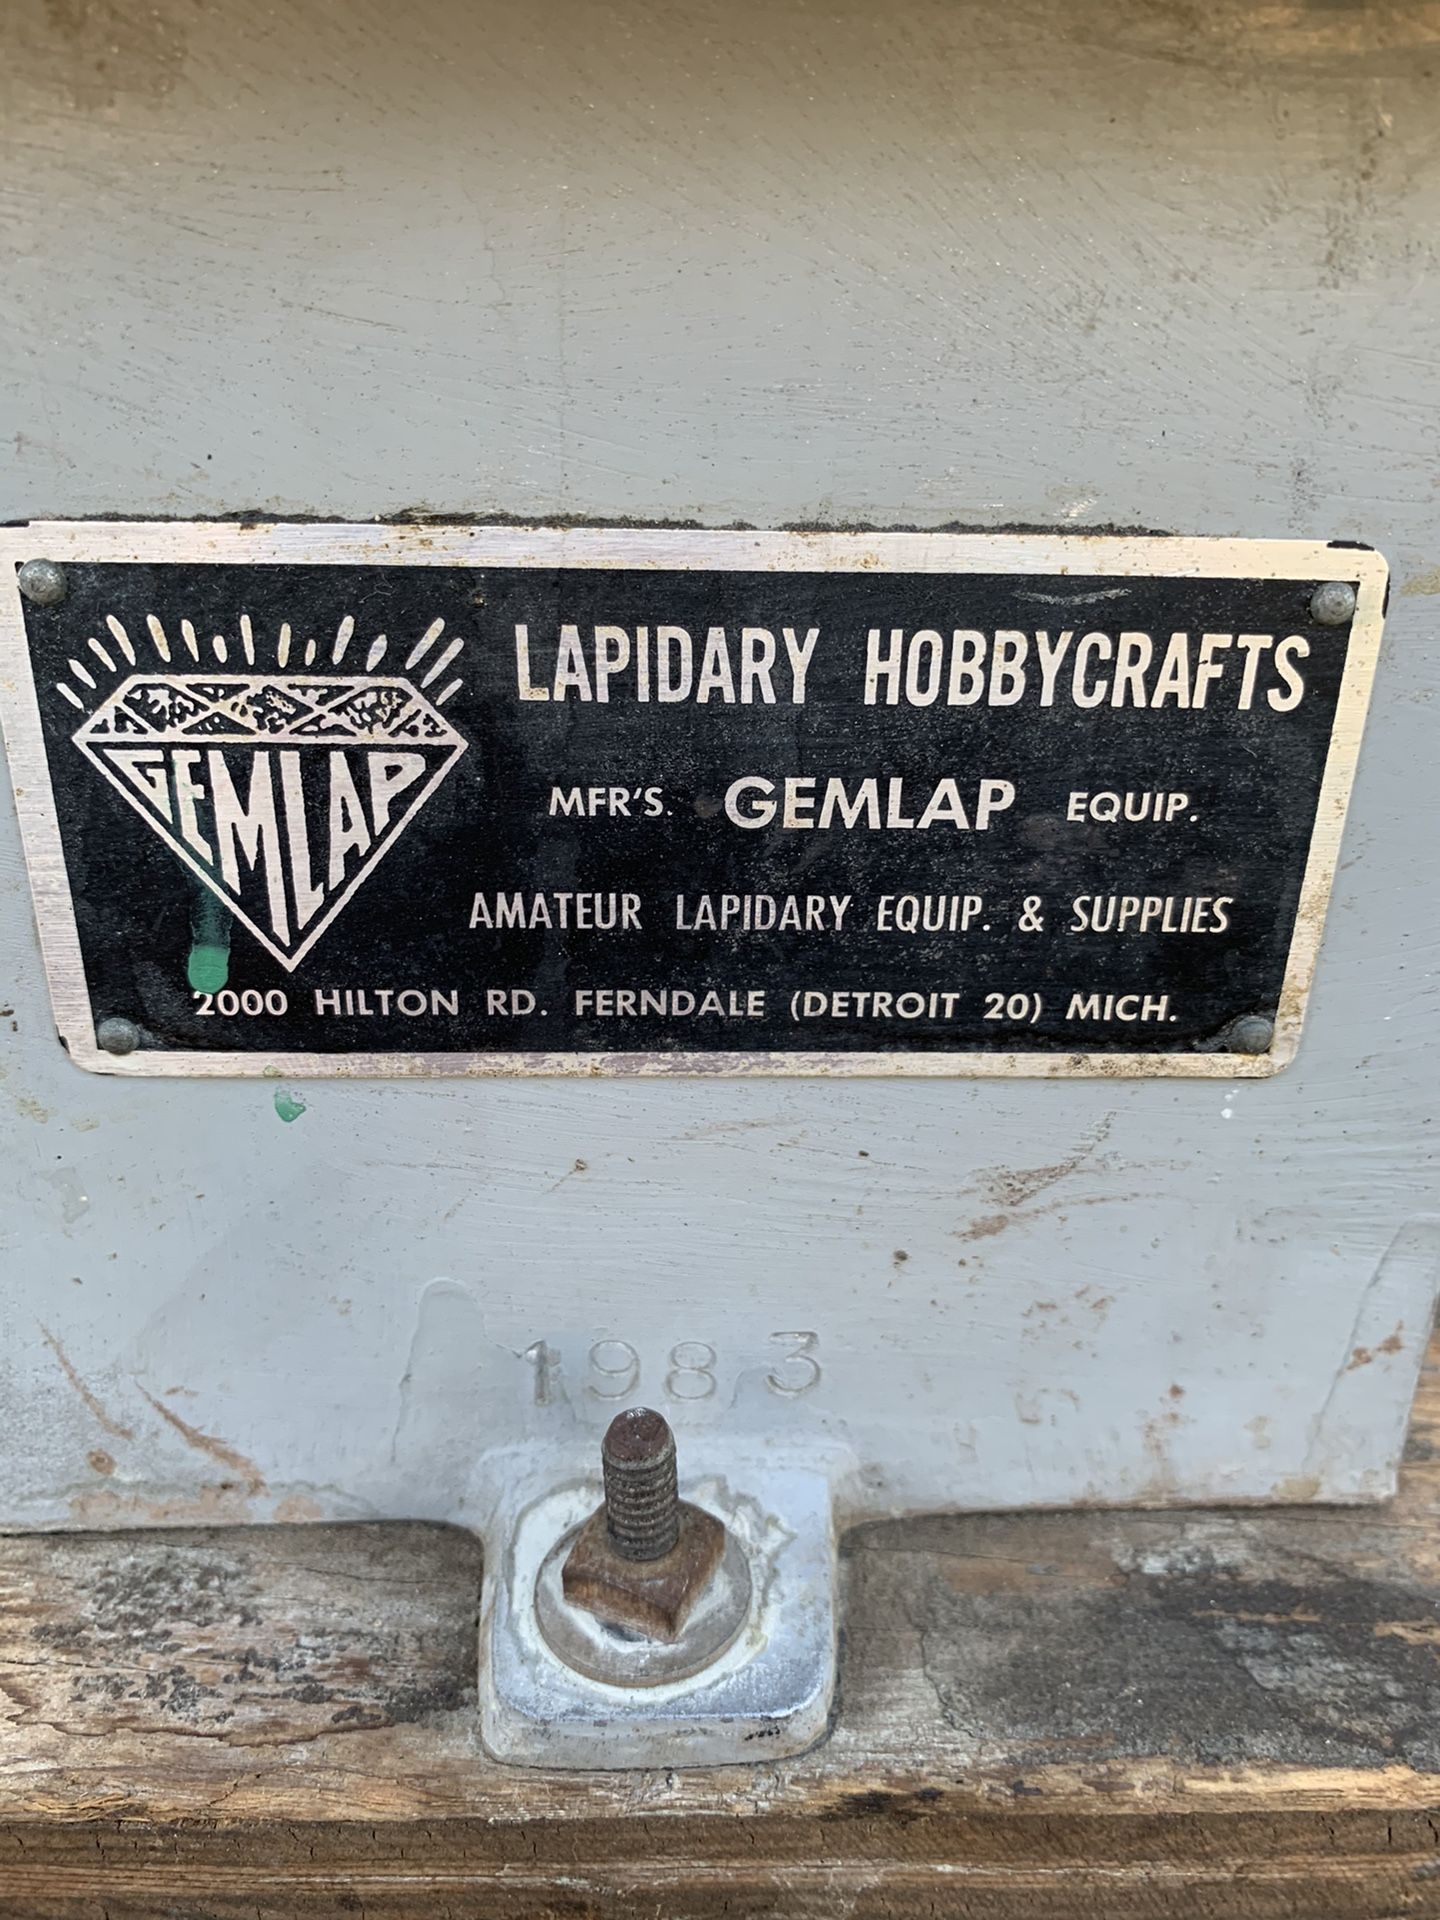 GEMLAP
LAPIDARY HOBBYCRAFTS
MFR'S. GEMLAP EQUIP.
AMATEUR LAPIDARY EQUIP. & SUPPLIES
2000 HILTON RD. FERNDALE (DETROIT 20) MICH.
1983